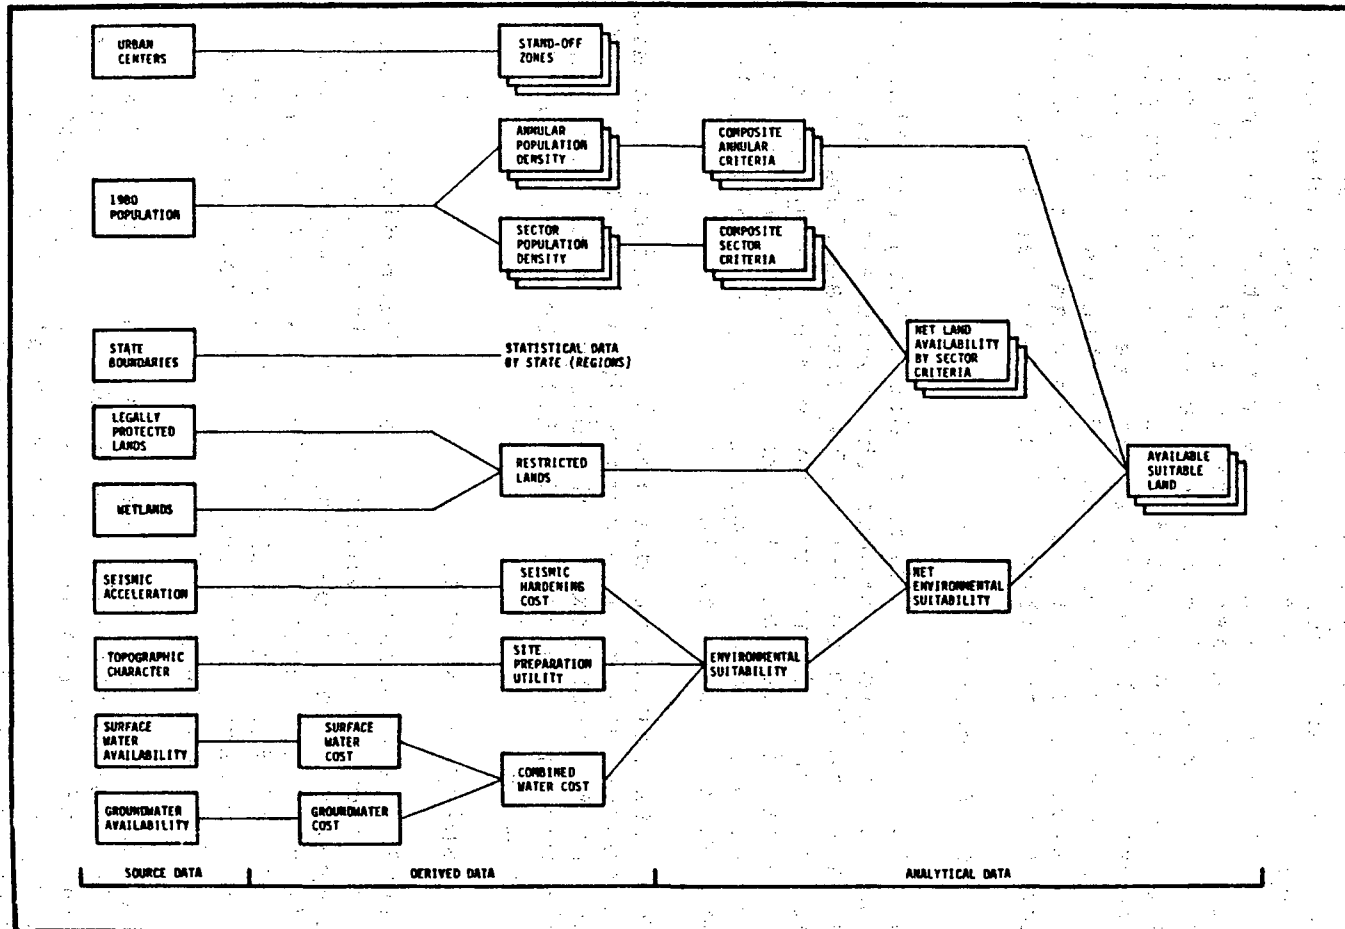 URBAN
CENTERS
STAND-OFF
ZONES
ANNULAR
POPULATION
DENSITY
COMPOSITE
ANNULAR
CRITERIA
1980
POPULATION
SECTOR
POPULATION
DENSITY
COMPOSITE
SECTOR
CRITERIA
STATE
BOUNDARIES
STATISTICAL DATA
BY STATE (REGIONS)
NET LAND
AVAILABILITY
BY SECTOR
CRITERIA
LEGALLY
PROTECTED
LANDS
RESTRICTED
LANDS
AVAILABLE
SUITABLE
LAND
WETLANDS
SEISMIC
ACCELERATION
SEISMIC
HARDENING
COST
NET
ENVIRONMENTAL
SUITABILITY
TOPOGRAPHIC
CHARACTER
SITE
PREPARATION
UTILITY
ENVIRONMENTAL
SUITABILITY
SURFACE
WATER
AVAILABILITY
SURFACE
WATER
COST
COMBINED
WATER COST
GROUNDWATER
AVAILABILITY
GROUNDWATER
COST
SOURCE DATA
DERIVED DATA
ANALYTICAL DATA